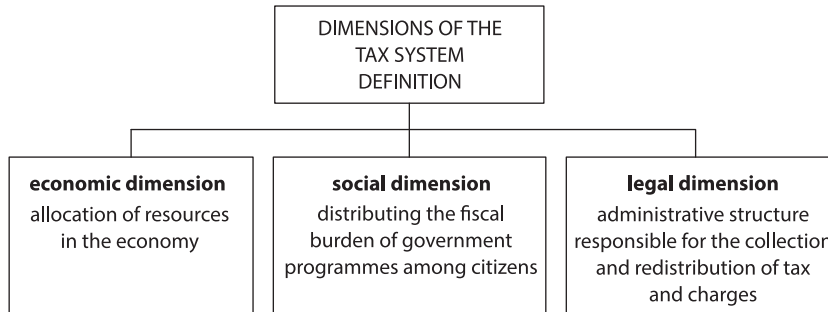 DIMENSIONS OF THE
TAX SYSTEM
DEFINITION
economic dimension
allocation of resources
in the economy
social dimension
distributing the fiscal
burden of government
programmes among citizens
legal dimension
administrative structure
responsible for the collection
and redistribution of tax
and charges